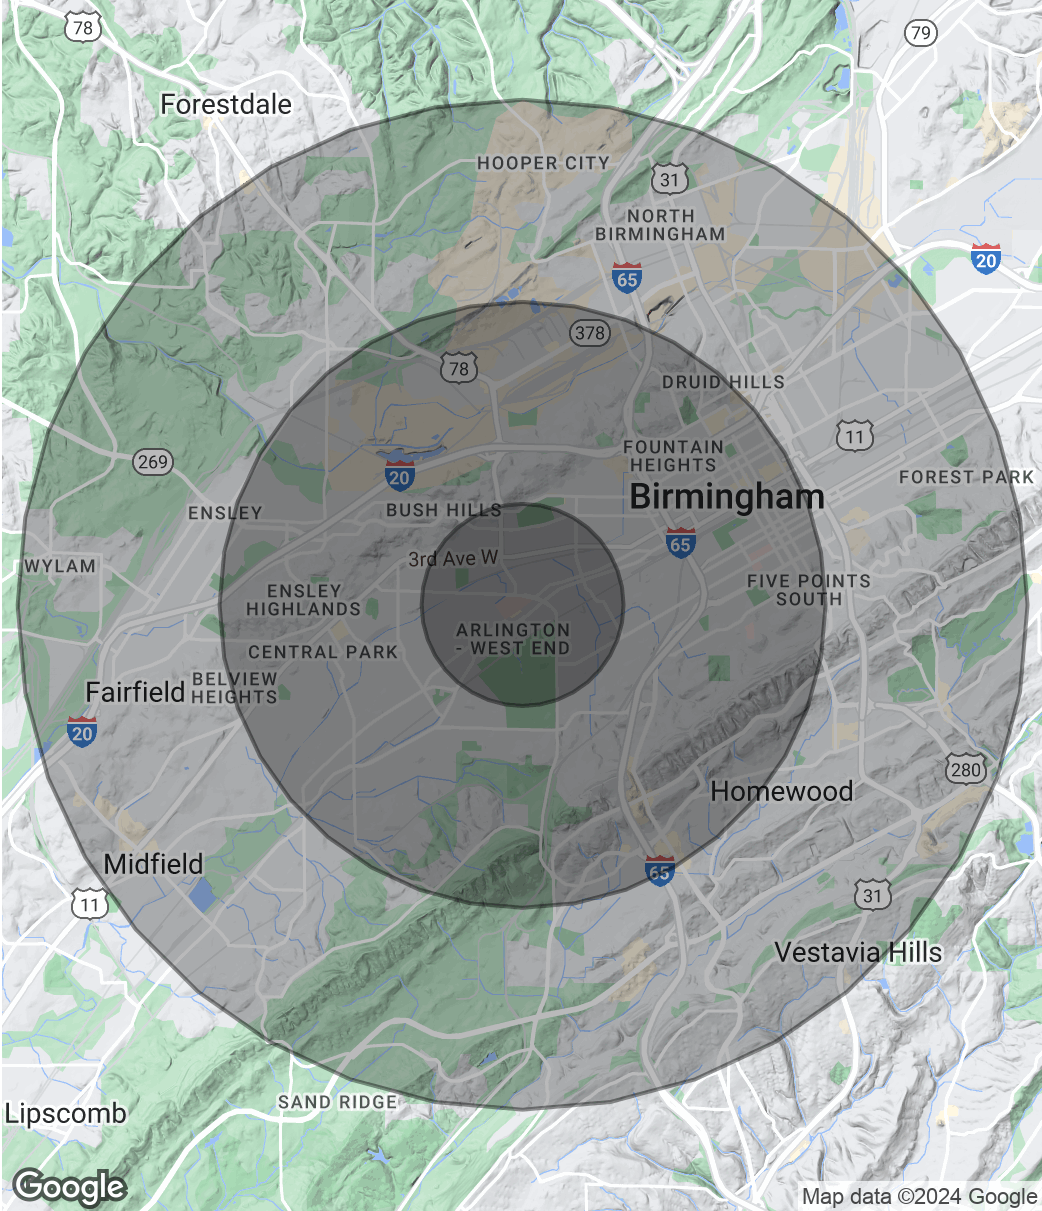 78
79
Forestdale
HOOPER CITY
31
NORTH
BIRMINGHAM
20
65
378
78
DRUID HILLS
11
FOUNTAIN
HEIGHTS
269
20
FOREST PARK
Birmingham
BUSH HILLS
ENSLEY
65
3rd Ave W
WYLAM
FIVE POINTS
SOUTH
ENSLEY
HIGHLANDS
ARLINGTON
- WEST END
CENTRAL PARK
BELVIEW
HEIGHTS
Fairfield
20
280
Homewood
Midfield
65
31
11
Vestavia Hills
SAND RIDGE
Lipscomb
Google
Map data ©2024 Google